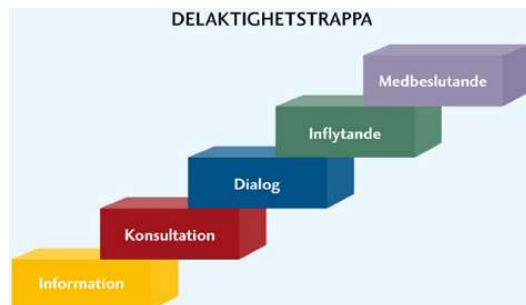 DELAKTIGHETSTRAPPA
Medbeslutande
Inflytande
Dialog
Konsultation
Information